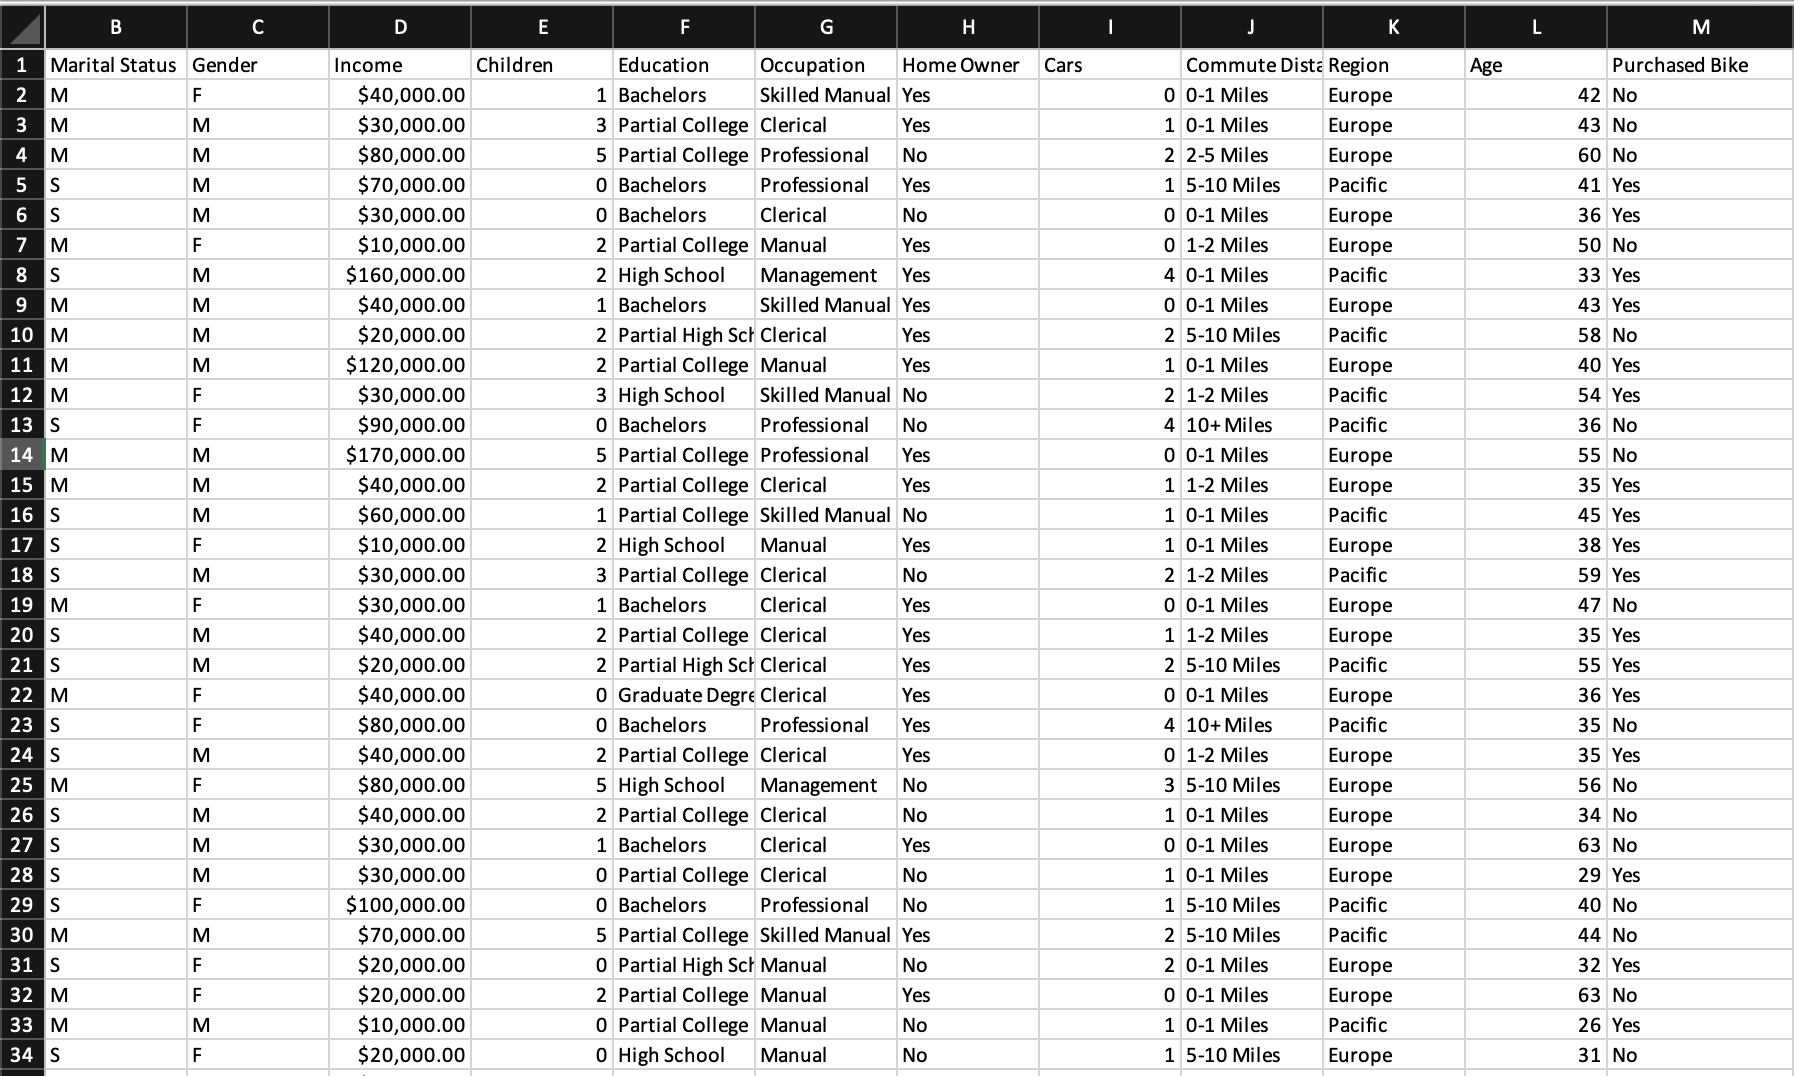 B C D E F G H I J K L M
1 Marital Status Gender Income Children Education Occupation Home Owner Cars Commute Dista Region Age Purchased Bike
2 M F $40,000.00 1 Bachelors Skilled Manual Yes 0 0-1 Miles Europe 42 No
3 M M $30,000.00 3 Partial College Clerical Yes 1 0-1 Miles Europe 43 No
4 M M $80,000.00 5 Partial College Professional No 2 2-5 Miles Europe 60 No
5 S M $70,000.00 0 Bachelors Professional Yes 1 5-10 Miles Pacific 41 Yes
6 S M $30,000.00 0 Bachelors Clerical No 0 0-1 Miles Europe 36 Yes
7 M F $10,000.00 2 Partial College Manual Yes 0 1-2 Miles Europe 50 No
8 S M $160,000.00 2 High School Management Yes 4 0-1 Miles Pacific 33 Yes
9 M M $40,000.00 1 Bachelors Skilled Manual Yes 0 0-1 Miles Europe 43 Yes
10 M M $20,000.00 2 Partial High Sch Clerical Yes 2 5-10 Miles Pacific 58 No
11 M M $120,000.00 2 Partial College Manual Yes 1 0-1 Miles Europe 40 Yes
12 M F $30,000.00 3 High School Skilled Manual No 2 1-2 Miles Pacific 54 Yes
13 S F $90,000.00 0 Bachelors Professional No 4 10+ Miles Pacific 36 No
14 M M $170,000.00 5 Partial College Professional Yes 0 0-1 Miles Europe 55 No
15 M M $40,000.00 2 Partial College Clerical Yes 1 1-2 Miles Europe 35 Yes
16 S M $60,000.00 1 Partial College Skilled Manual No 1 0-1 Miles Pacific 45 Yes
17 S F $10,000.00 2 High School Manual Yes 1 0-1 Miles Europe 38 Yes
18 S M $30,000.00 3 Partial College Clerical No 2 1-2 Miles Pacific 59 Yes
19 M F $30,000.00 1 Bachelors Clerical Yes 0 0-1 Miles Europe 47 No
20 S M $40,000.00 2 Partial College Clerical Yes 1 1-2 Miles Europe 35 Yes
21 S M $20,000.00 2 Partial High Sch Clerical Yes 2 5-10 Miles Pacific 55 Yes
22 M F $40,000.00 0 Graduate Degre Clerical Yes 0 0-1 Miles Europe 36 Yes
23 S F $80,000.00 0 Bachelors Professional Yes 4 10+ Miles Pacific 35 No
24 S M $40,000.00 2 Partial College Clerical Yes 0 1-2 Miles Europe 35 Yes
25 M F $80,000.00 5 High School Management No 3 5-10 Miles Europe 56 No
26 S M $40,000.00 2 Partial College Clerical No 1 0-1 Miles Europe 34 No
27 S M $30,000.00 1 Bachelors Clerical Yes 0 0-1 Miles Europe 63 No
28 S M $30,000.00 0 Partial College Clerical No 1 0-1 Miles Europe 29 Yes
29 S F $100,000.00 0 Bachelors Professional No 1 5-10 Miles Pacific 40 No
30 M M $70,000.00 5 Partial College Skilled Manual Yes 2 5-10 Miles Pacific 44 No
31 S F $20,000.00 0 Partial High Sch Manual No 2 0-1 Miles Europe 32 Yes
32 M F $20,000.00 2 Partial College Manual Yes 0 0-1 Miles Europe 63 No
33 M M $10,000.00 0 Partial College Manual No 1 0-1 Miles Pacific 26 Yes
34 S F $20,000.00 0 High School Manual No 1 5-10 Miles Europe 31 No